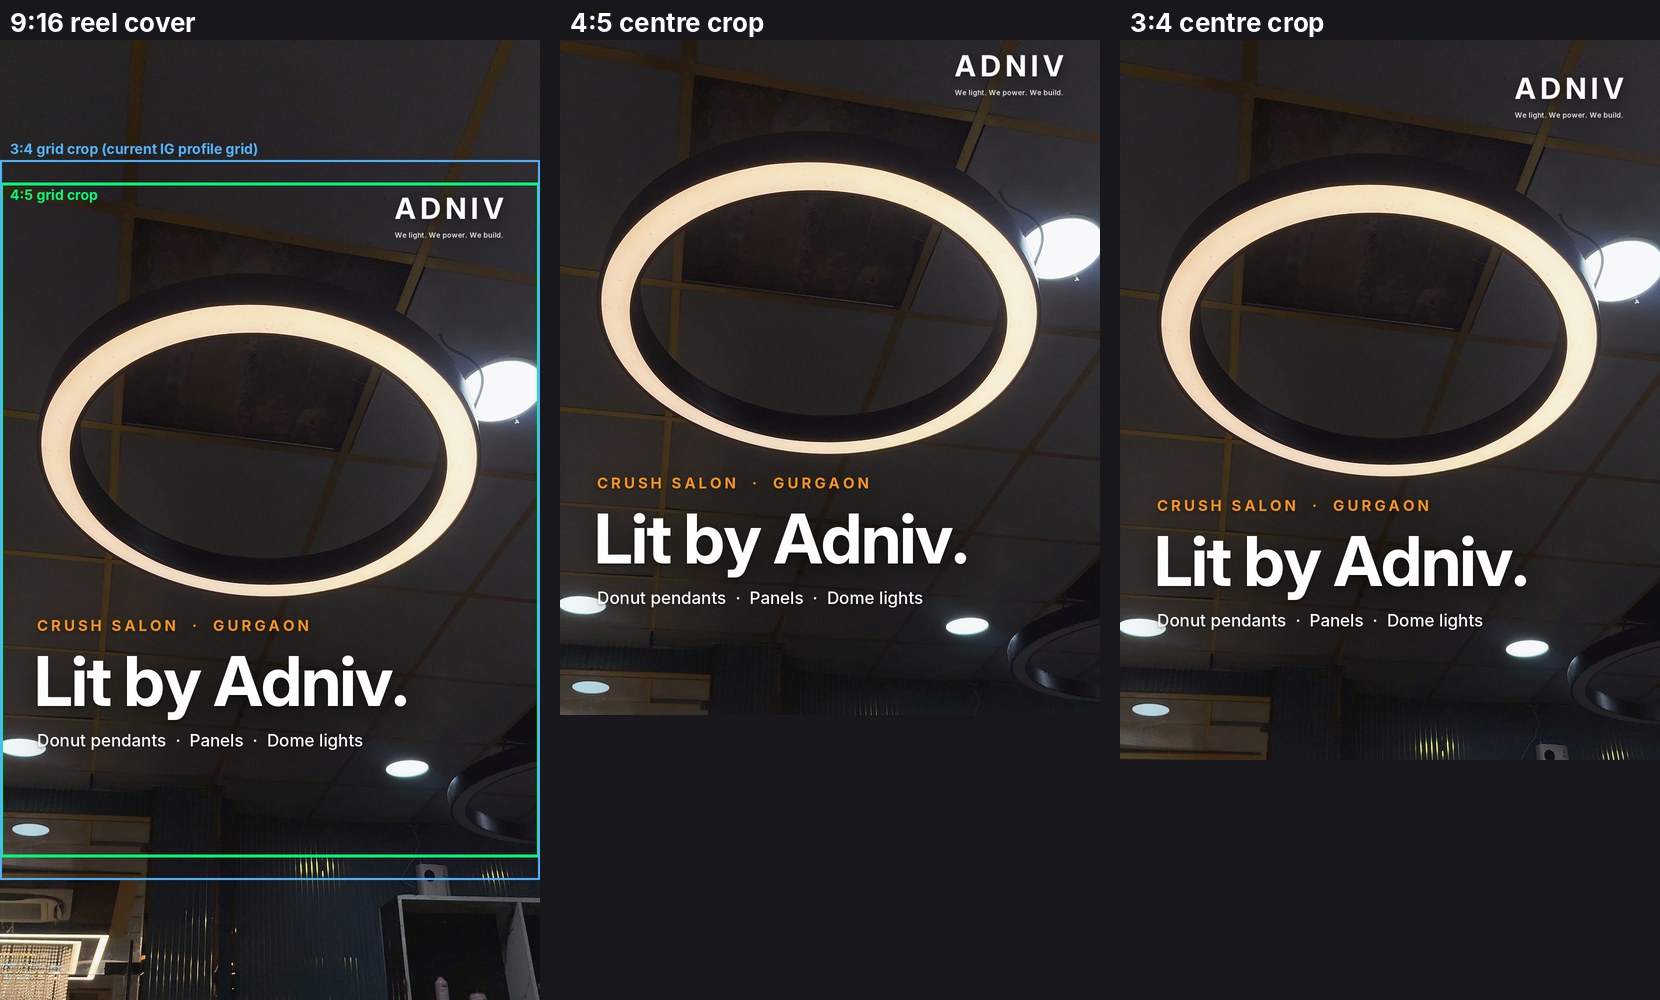 9:16 reel cover
3:4 grid crop (current IG profile grid)
4:5 grid crop
ADNIV
We light. We power. We build.
CRUSH SALON · GURGAON
Lit by Adniv.
Donut pendants · Panels · Dome lights
4:5 centre crop
ADNIV
We light. We power. We build.
CRUSH SALON · GURGAON
Lit by Adniv.
Donut pendants · Panels · Dome lights
3:4 centre crop
ADNIV
We light. We power. We build.
CRUSH SALON · GURGAON
Lit by Adniv.
Donut pendants · Panels · Dome lights